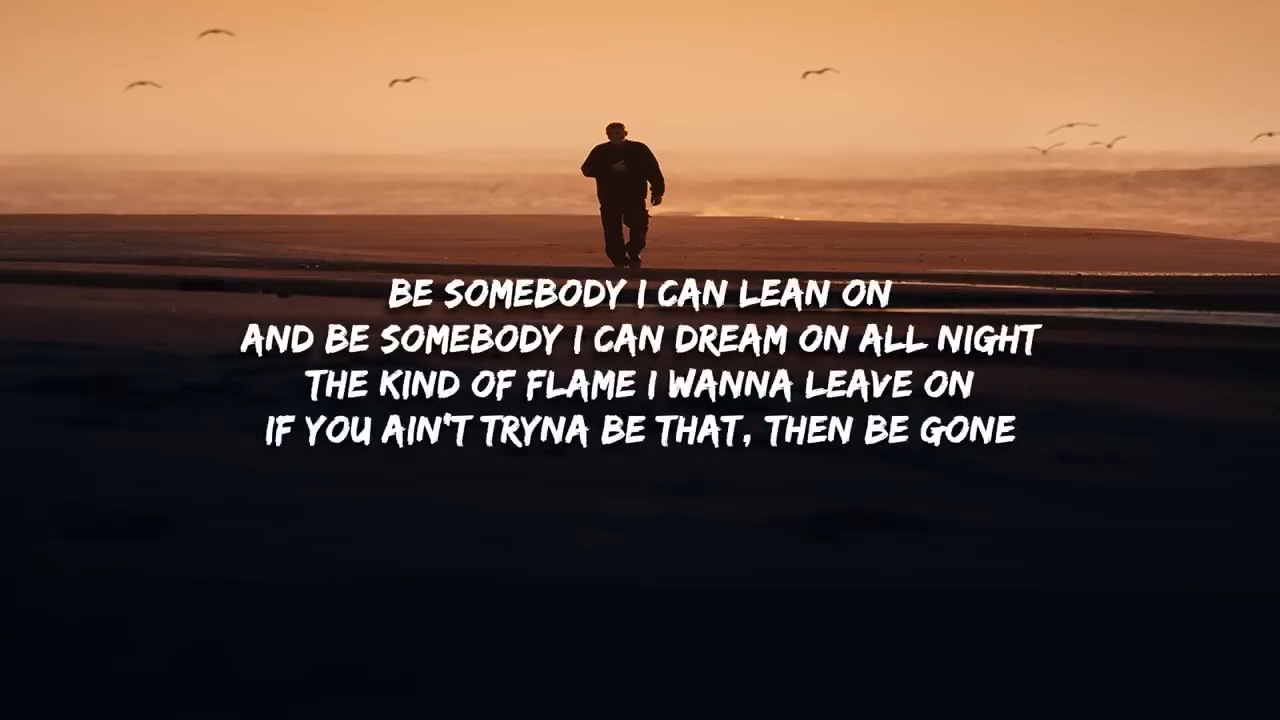 BE SOMEBODY I CAN LEAN ON
AND BE SOMEBODY I CAN DREAM ON ALL NIGHT
THE KIND OF FLAME I WANNA LEAVE ON
IF YOU AIN'T TRYNA BE THAT, THEN BE GONE